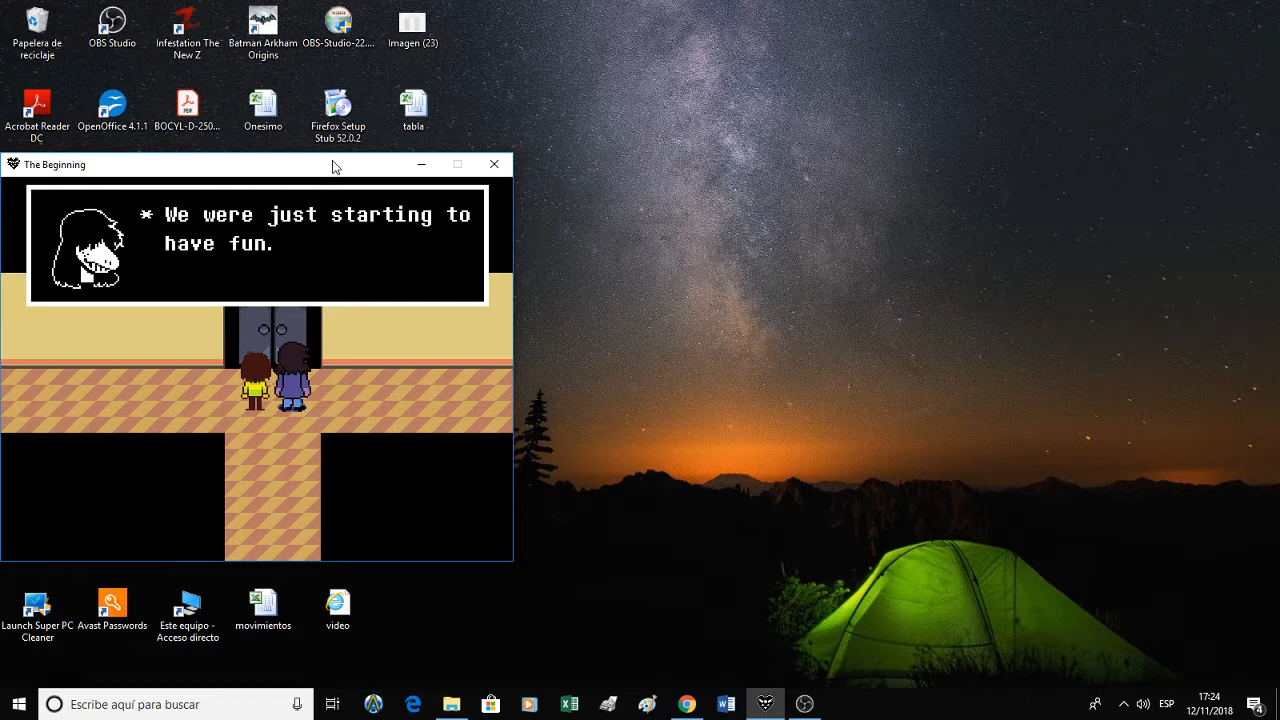 Papelera de
reciclaje
OBS Studio
Infestation The
New Z
Batman Arkham
Origins
OBS-Studio-22....
Imagen (23)
Acrobat Reader
DC
OpenOffice 4.1.1
BOCYL-D-250...
Onesimo
Firefox Setup
Stub 52.0.2
tabla
The Beginning
* We were just starting to
have fun.
Launch Super PC
Cleaner
Avast Passwords
Este equipo -
Acceso directo
movimientos
video
Escribe aquí para buscar
ESP
17:24
12/11/2018
4